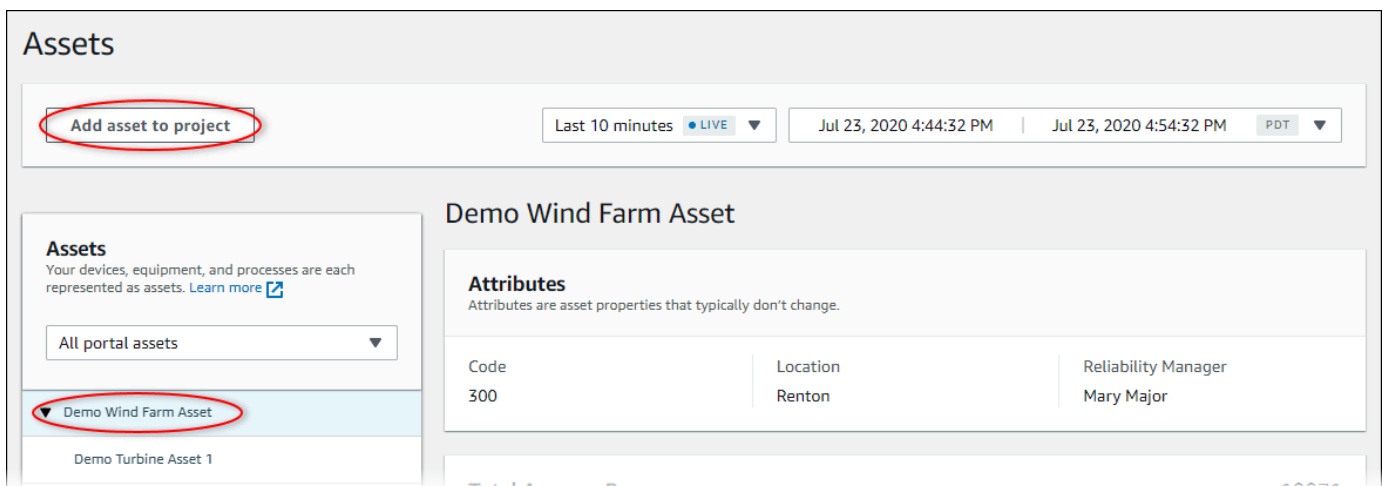 Assets
Add asset to project
Last 10 minutes LIVE
Jul 23, 2020 4:44:32 PM | Jul 23, 2020 4:54:32 PM PDT
Assets
Your devices, equipment, and processes are each
represented as assets. Learn more
All portal assets
Demo Wind Farm Asset
Demo Turbine Asset 1
Demo Wind Farm Asset
Attributes
Attributes are asset properties that typically don't change.
Code
300
Location
Renton
Reliability Manager
Mary Major